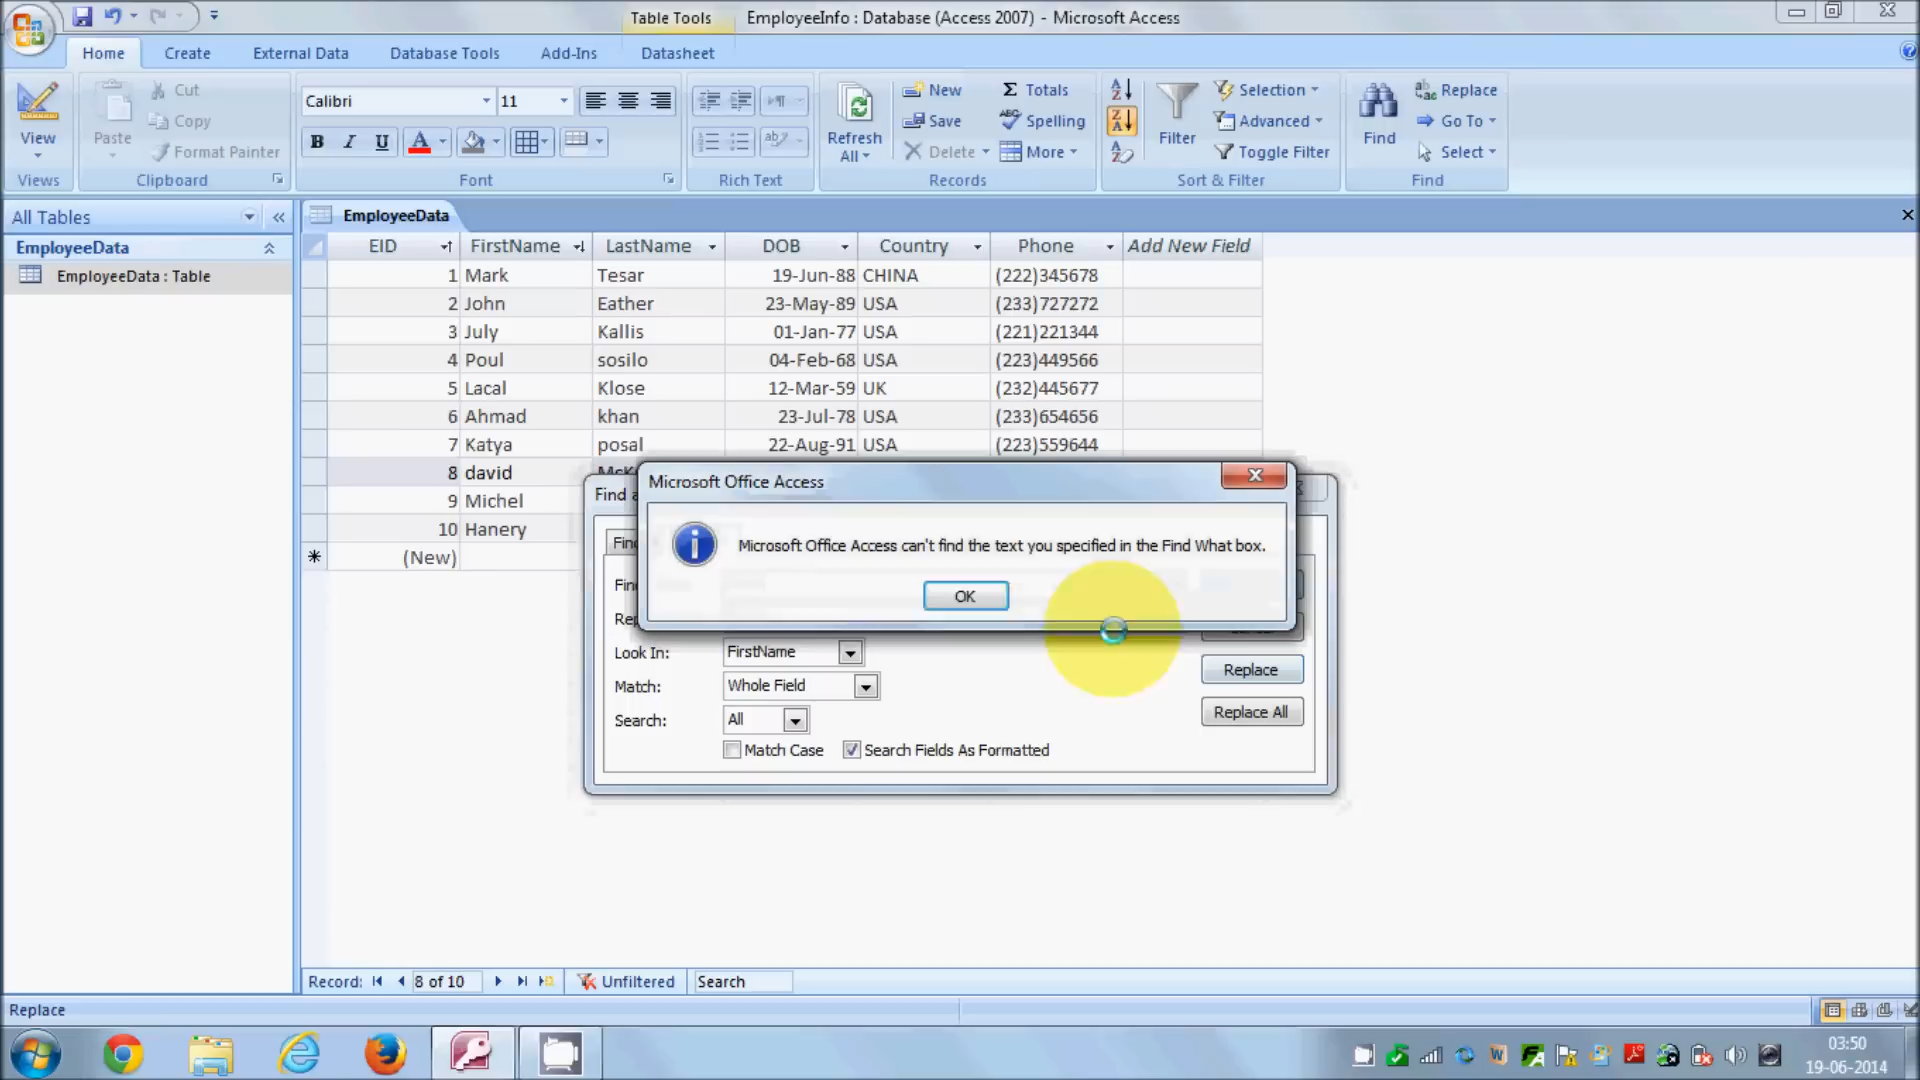 Table Tools EmployeeInfo : Database (Access 2007) - Microsoft Access
Home Create External Data Database Tools Add-Ins Datasheet
View
Views
Paste
Cut
Copy
Format Painter
Clipboard
Calibri 11
B I U A
Font
Rich Text
Refresh
All
New
Save
Delete
Totals
Spelling
More
Records
Filter
Selection
Advanced
Toggle Filter
Sort & Filter
Find
Replace
Go To
Select
Find
All Tables
EmployeeData
EmployeeData : Table
EmployeeData
EID FirstName LastName DOB Country Phone Add New Field
1 Mark Tesar 19-Jun-88 CHINA (222)345678
2 John Eather 23-May-89 USA (233)727272
3 July Kallis 01-Jan-77 USA (221)221344
4 Poul sosilo 04-Feb-68 USA (223)449566
5 Lacal Klose 12-Mar-59 UK (232)445677
6 Ahmad khan 23-Jul-78 USA (233)654656
7 Katya posal 22-Aug-91 USA (223)559644
8 david
9 Michel
10 Hanery
(New)
Microsoft Office Access
Microsoft Office Access can't find the text you specified in the Find What box.
OK
Look In: FirstName
Match: Whole Field
Search: All
Match Case Search Fields As Formatted
Replace
Replace All
Record: 8 of 10 Unfiltered Search
Replace
03:50
19-06-2014